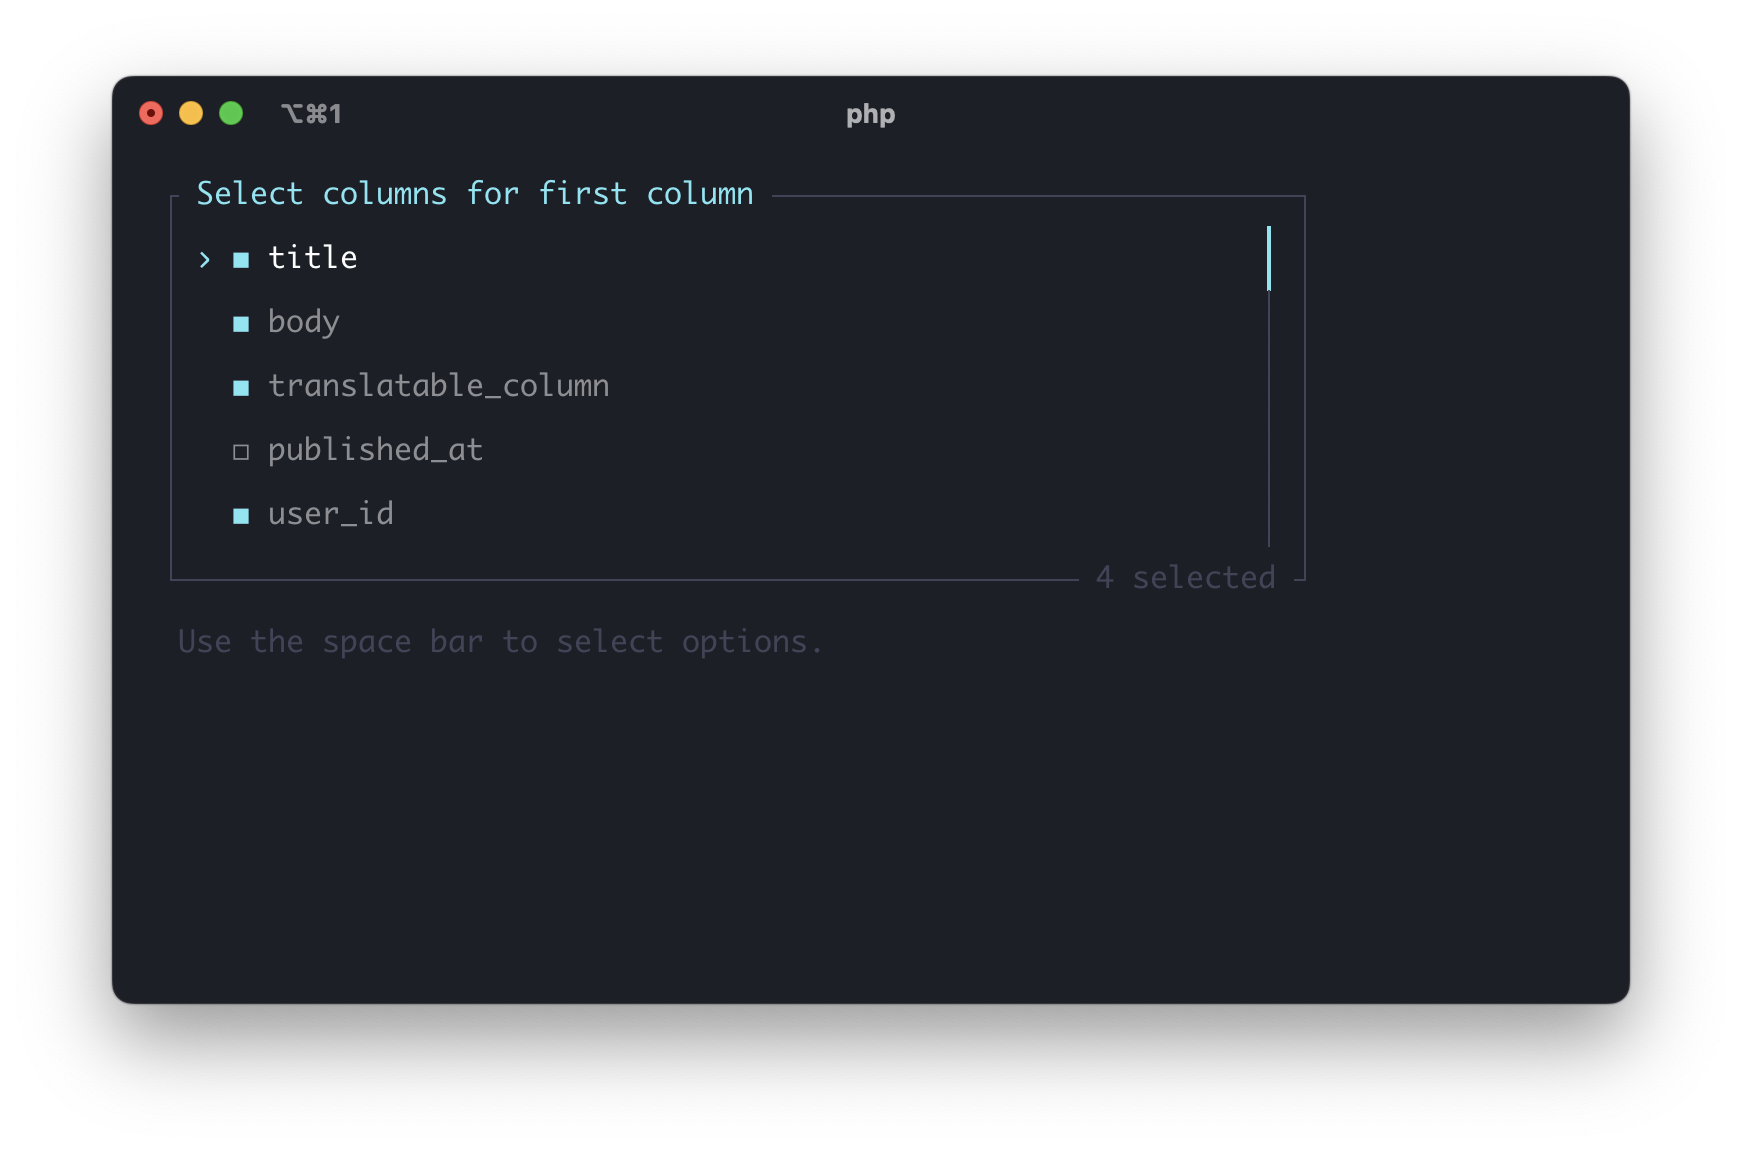 ⌥⌘1
php
Select columns for first column
› ■ title
■ body
■ translatable_column
□ published_at
■ user_id
4 selected
Use the space bar to select options.